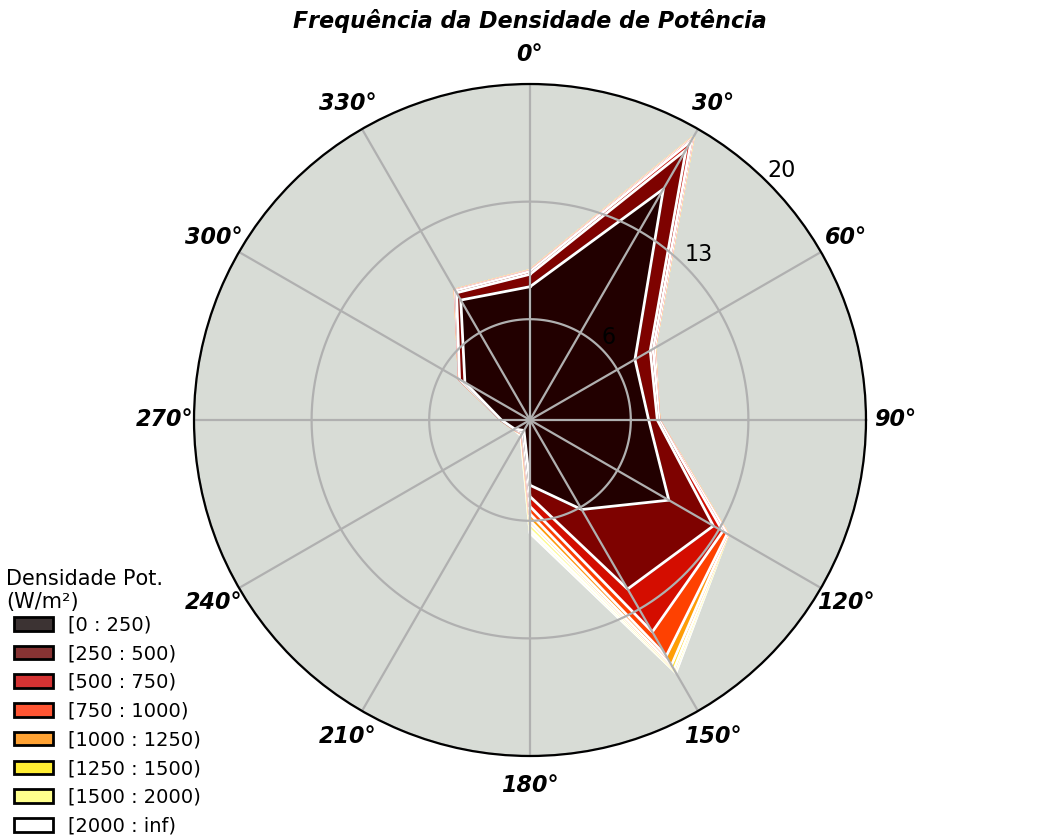 Frequência da Densidade de Potência
0°
330°
30°
20
300°
60°
13
6
270°
90°
Densidade Pot.
(W/m²)
240°
120°
[0 : 250)
[250 : 500)
[500 : 750)
[750 : 1000)
210°
150°
[1000 : 1250)
[1250 : 1500)
180°
[1500 : 2000)
[2000 : inf)